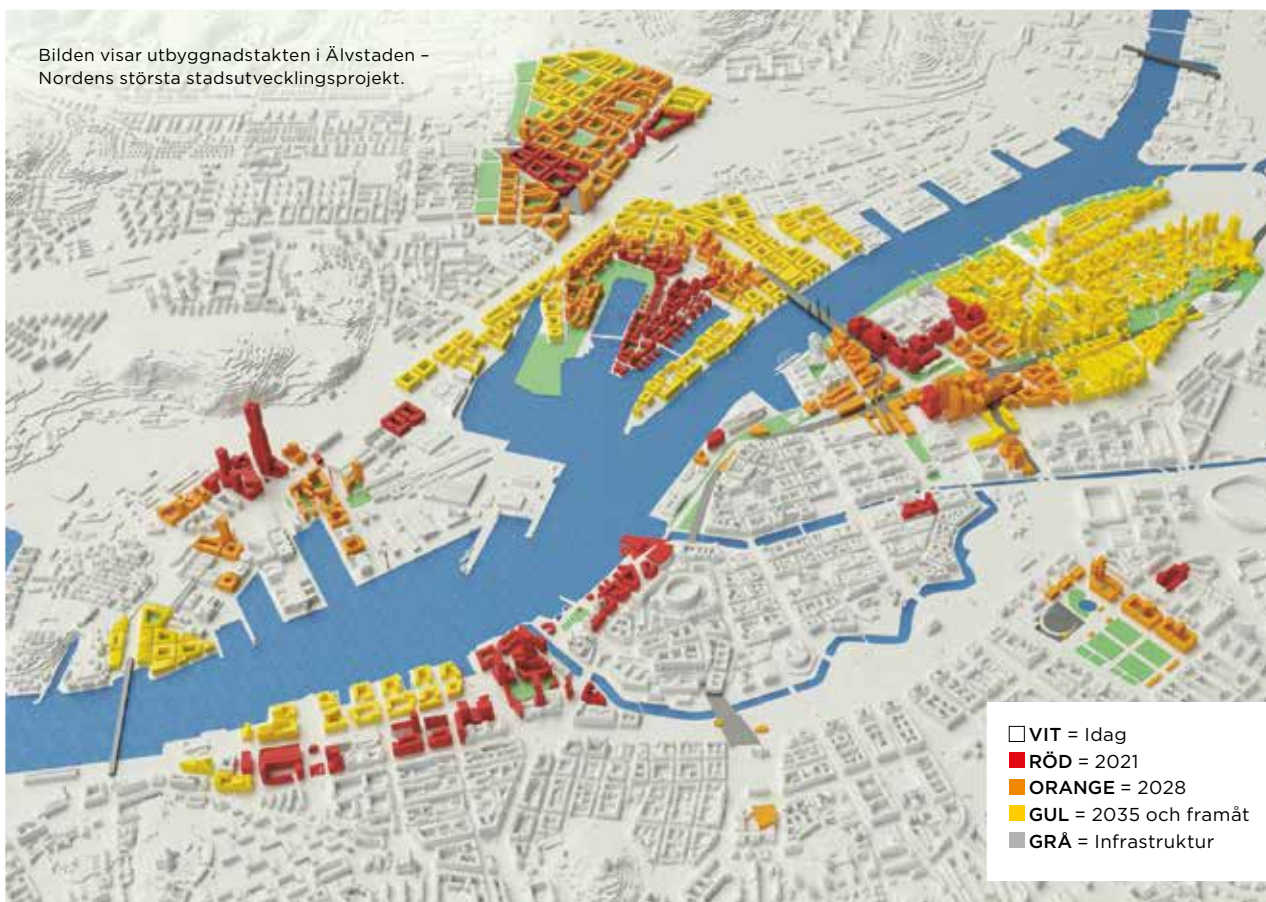 Bilden visar utbyggnadstakten i Älvstaden –
Nordens största stadsutvecklingsprojekt.
VIT = Idag
RÖD = 2021
ORANGE = 2028
GUL = 2035 och framåt
GRÅ = Infrastruktur